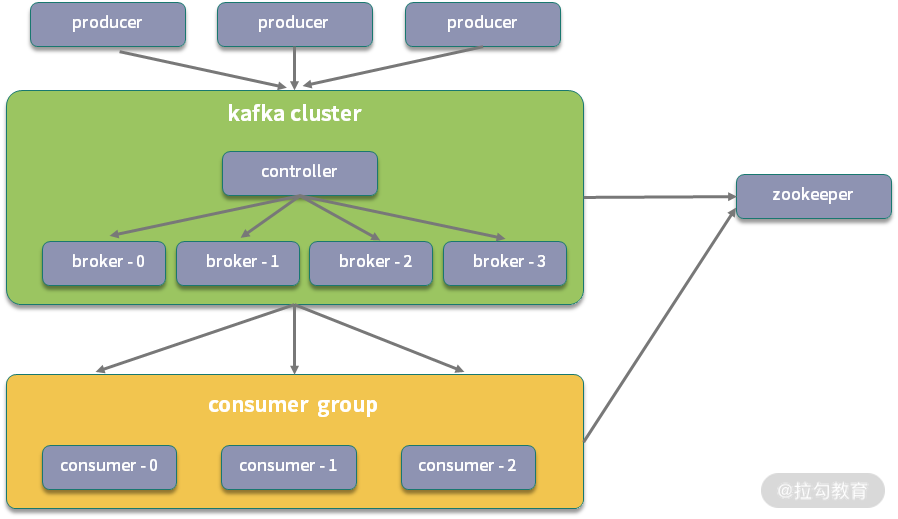 producer producer producer
kafka cluster
controller
zookeeper
broker - 0 broker - 1 broker - 2 broker - 3
consumer group
consumer - 0 consumer - 1 consumer - 2
@拉勾教育